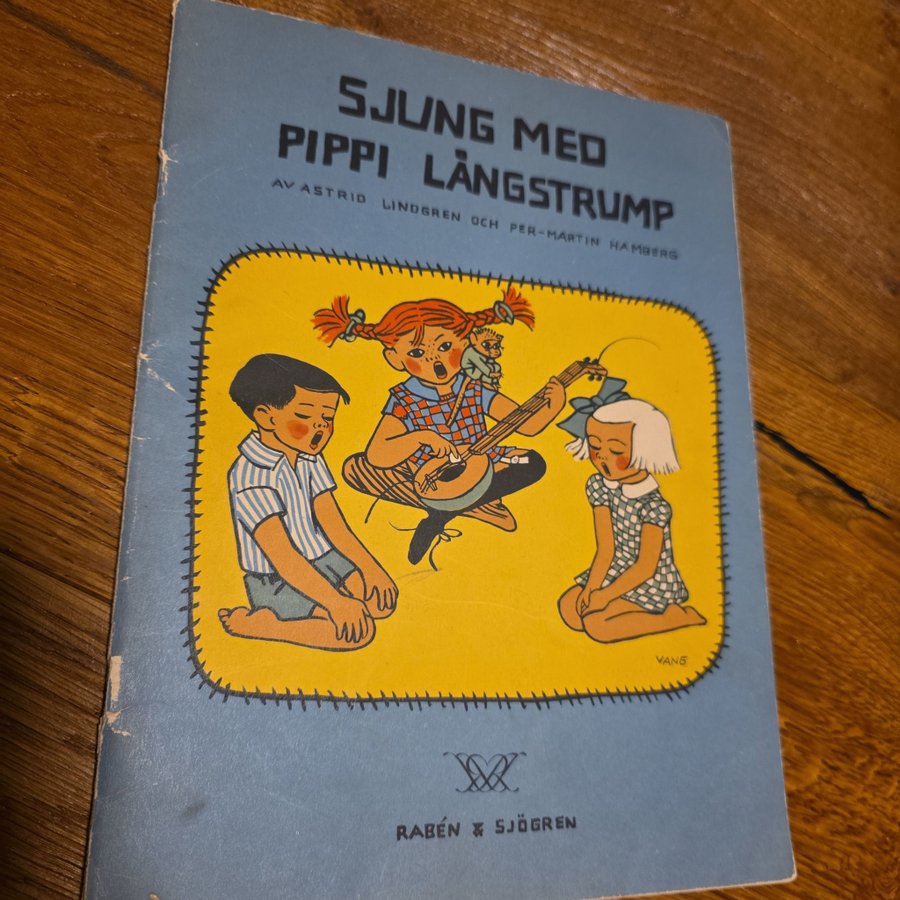 SJUNG MED
PIPPI LÅNGSTRUMP
AV ASTRID LINDGREN OCH PER-MARTIN HAMBERG
VANG
RABÉN & SJÖGREN